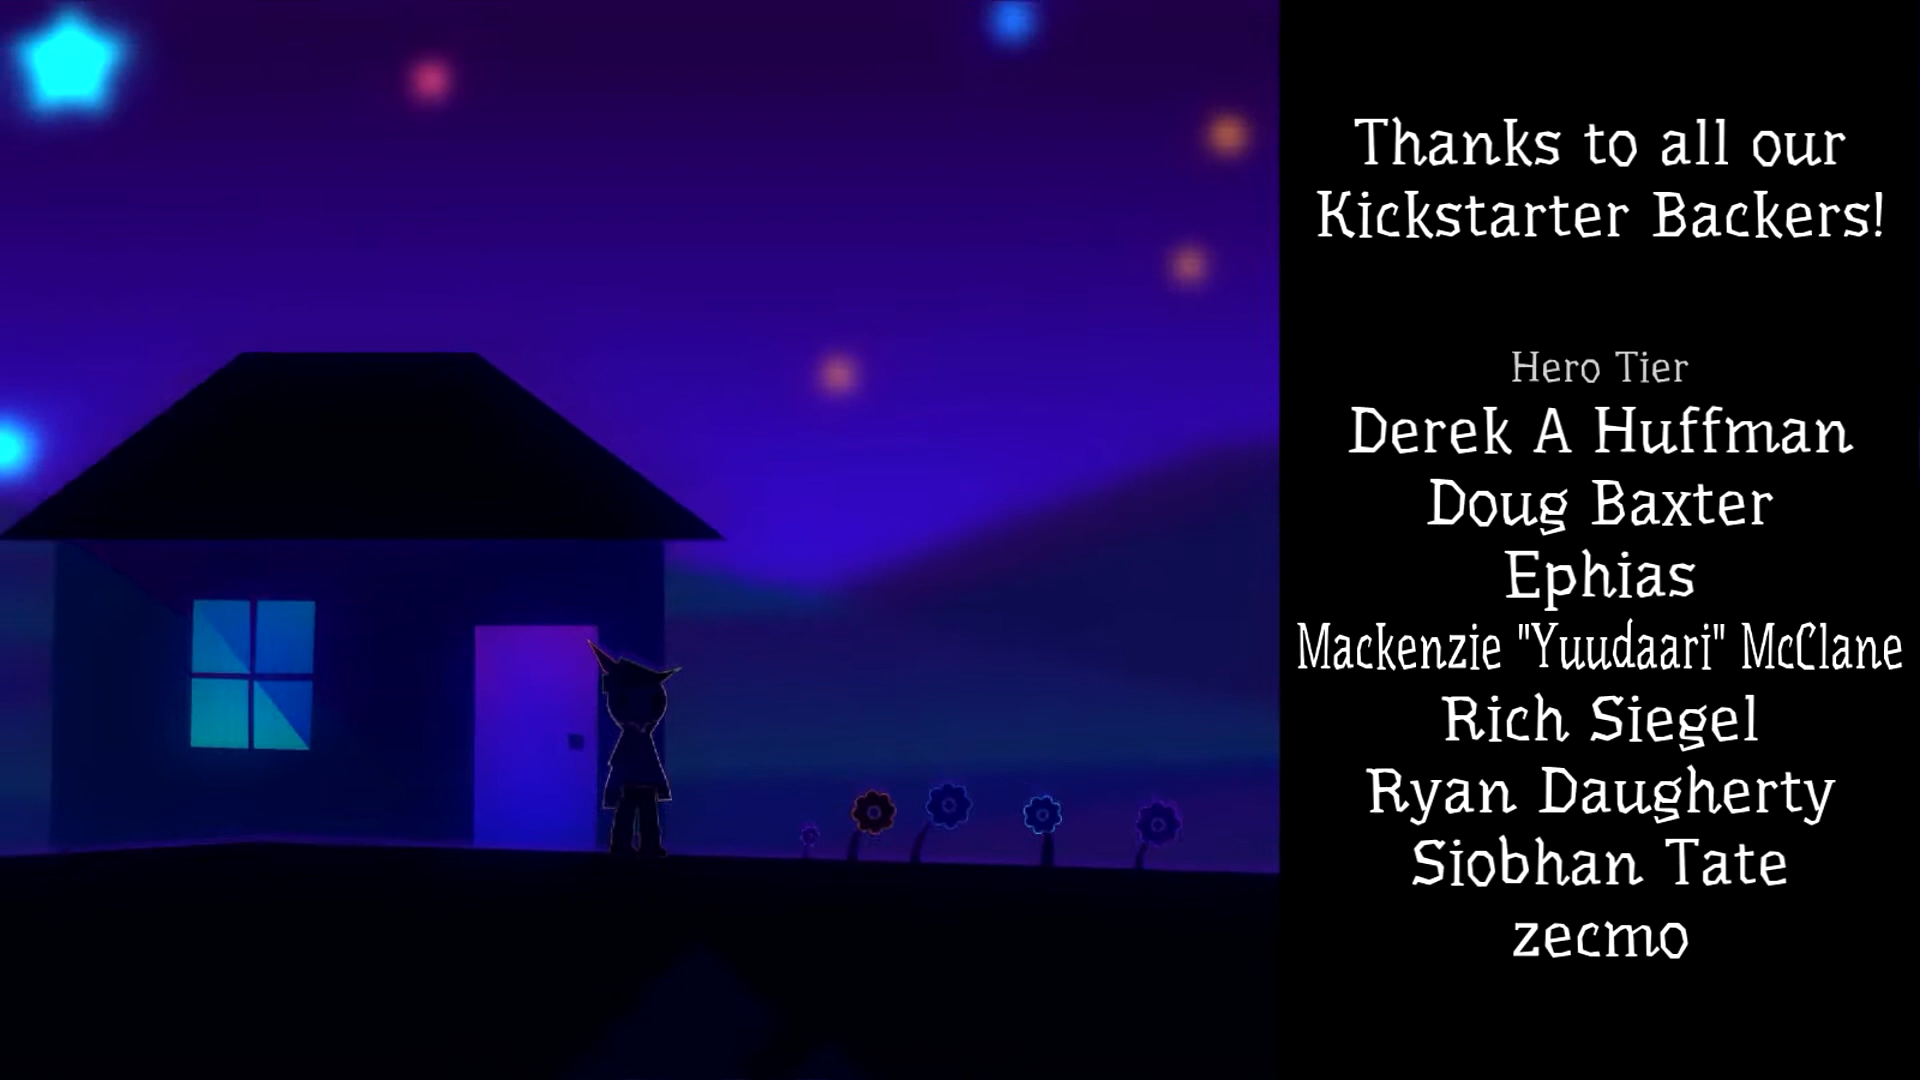 Thanks to all our
Kickstarter Backers!
Hero Tier
Derek A Huffman
Doug Baxter
Ephias
Mackenzie "Yuudaari" McClane
Rich Siegel
Ryan Daugherty
Siobhan Tate
zecmo